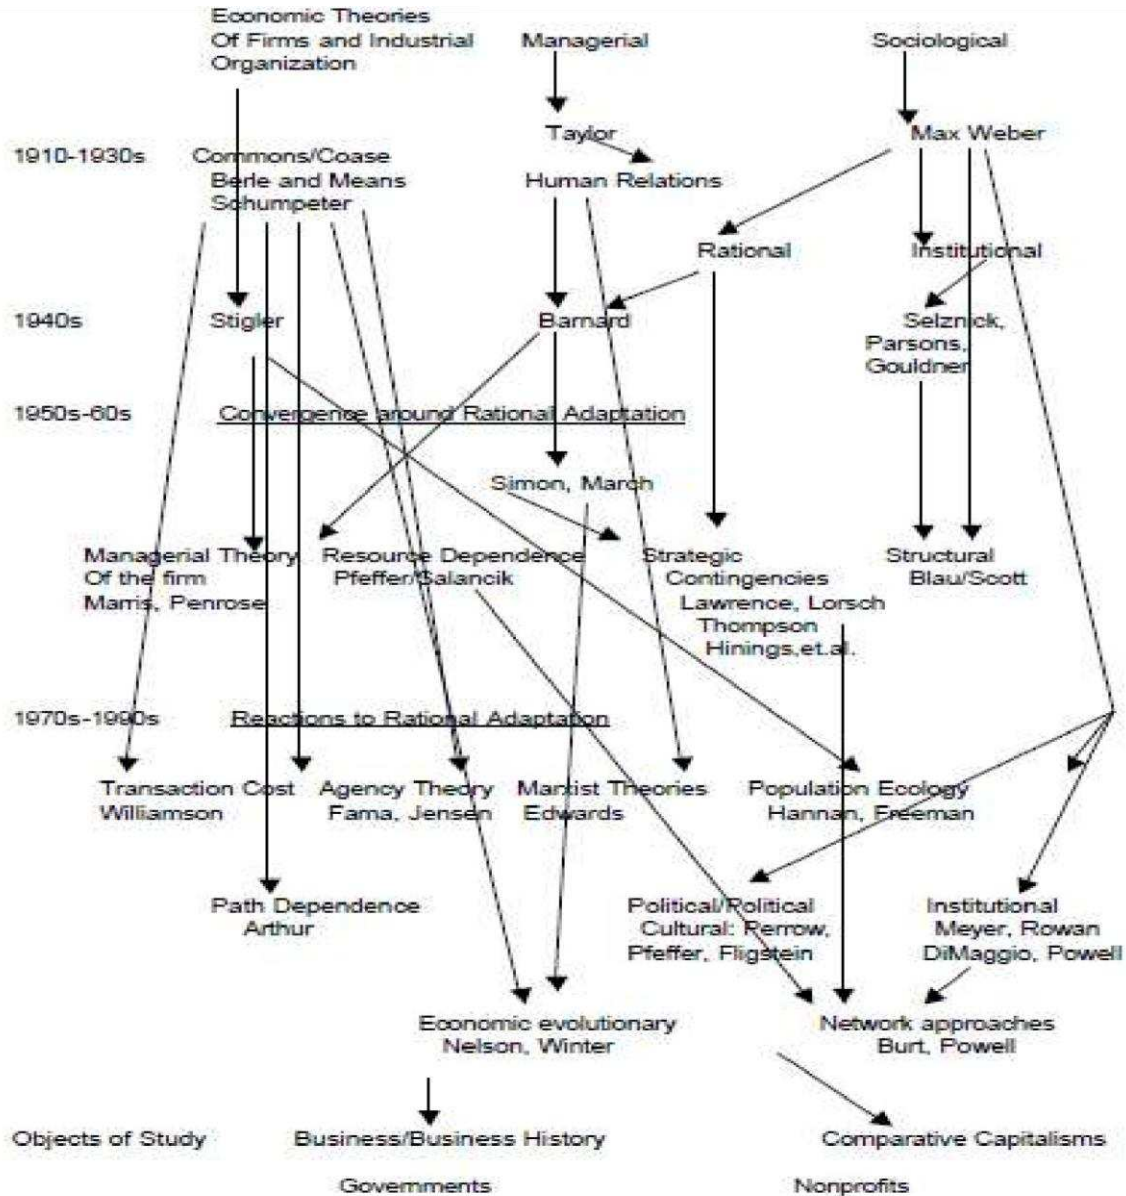 Economic Theories
Of Firms and Industrial
Organization
Managerial
Sociological
Taylor
Max Weber
1910-1930s
Commons/Coase
Berle and Means
Schumpeter
Human Relations
Rational
Institutional
1940s
Stigler
Barnard
Selznick,
Parsons,
Gouldner
1950s-60s
Convergence around Rational Adaptation
Simon, March
Managerial Theory
Of the firm
Marris, Penrose
Resource Dependence
Pfeffer/Salancik
Strategic
Contingencies
Lawrence, Lorsch
Thompson
Hinings,et.al.
Structural
Blau/Scott
1970s-1990s
Reactions to Rational Adaptation
Transaction Cost
Williamson
Agency Theory
Fama, Jensen
Marxist Theories
Edwards
Population Ecology
Hannan, Freeman
Path Dependence
Arthur
Political/Political
Cultural: Perrow,
Pfeffer, Fligstein
Institutional
Meyer, Rowan
DiMaggio, Powell
Economic evolutionary
Nelson, Winter
Network approaches
Burt, Powell
Objects of Study
Business/Business History
Comparative Capitalisms
Governments
Nonprofits